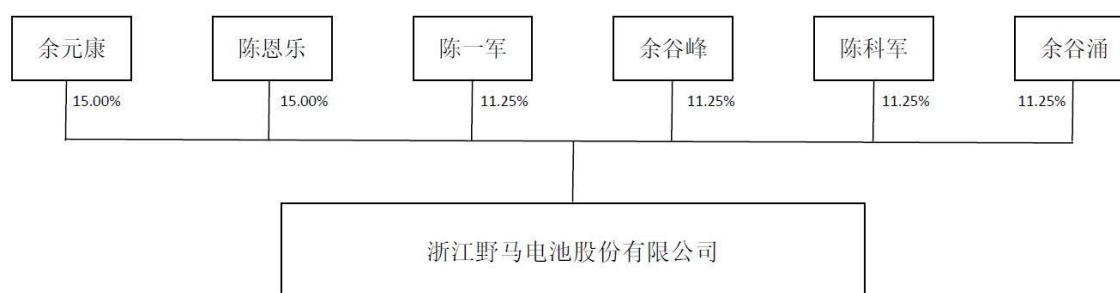 余元康 陈恩乐 陈一军 余谷峰 陈科军 余谷涌
15.00% 15.00% 11.25% 11.25% 11.25% 11.25%
浙江野马电池股份有限公司